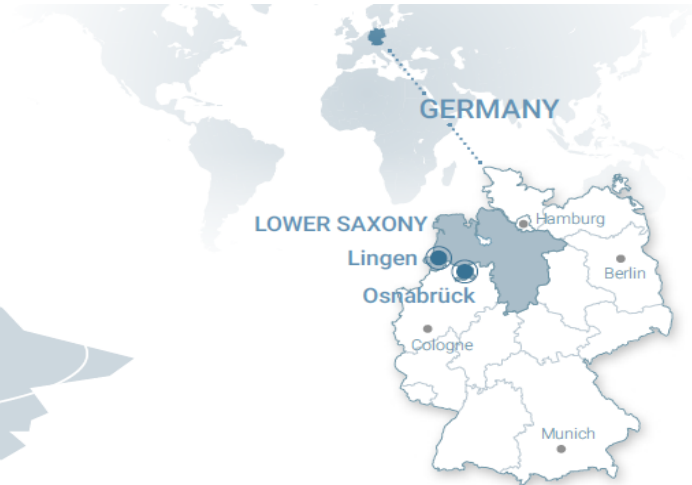 GERMANY
LOWER SAXONY
Hamburg
Lingen
Berlin
Osnabrück
Cologne
Munich